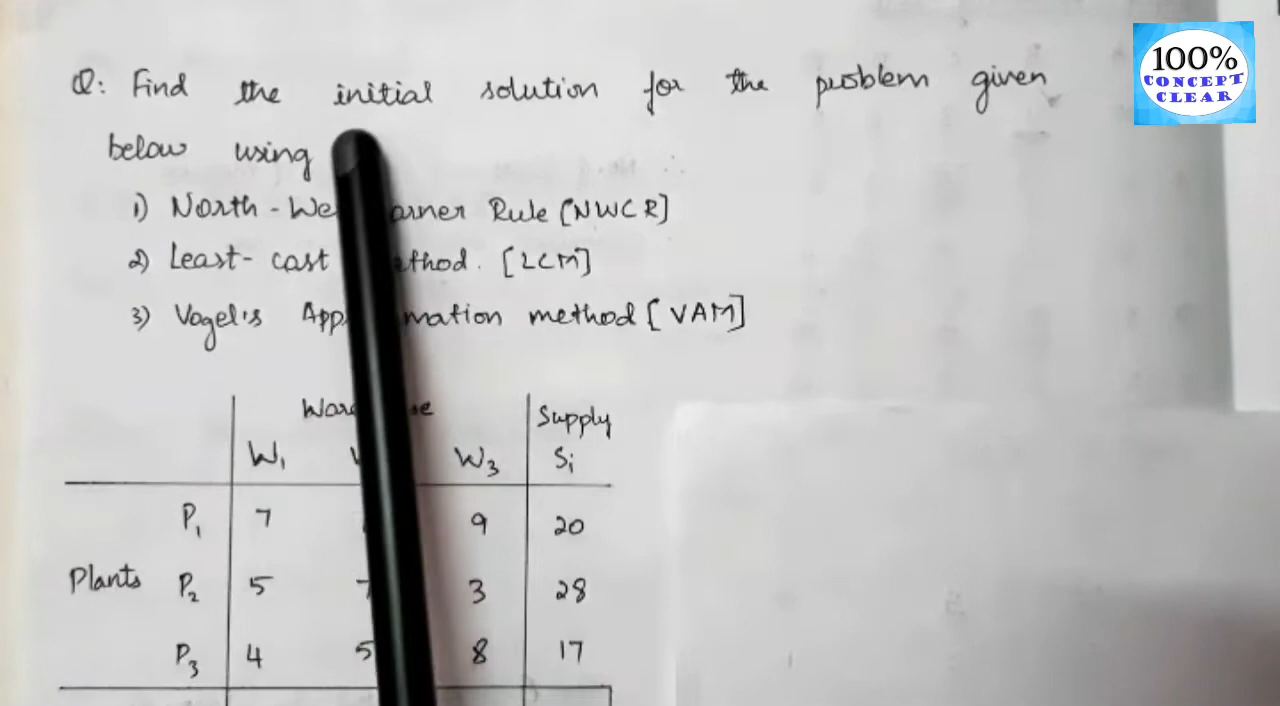 Q: Find the initial solution for the problem given
below using
1) North - We arner Rule [NWCR]
2) Least - cast ethod. [LCM]
3) Vogel's App mation method [VAM]
Supply
W1 W3 Si
P1 7 9 20
Plants P2 5 7 3 28
P3 4 5 8 17
100%
CONCEPT
CLEAR